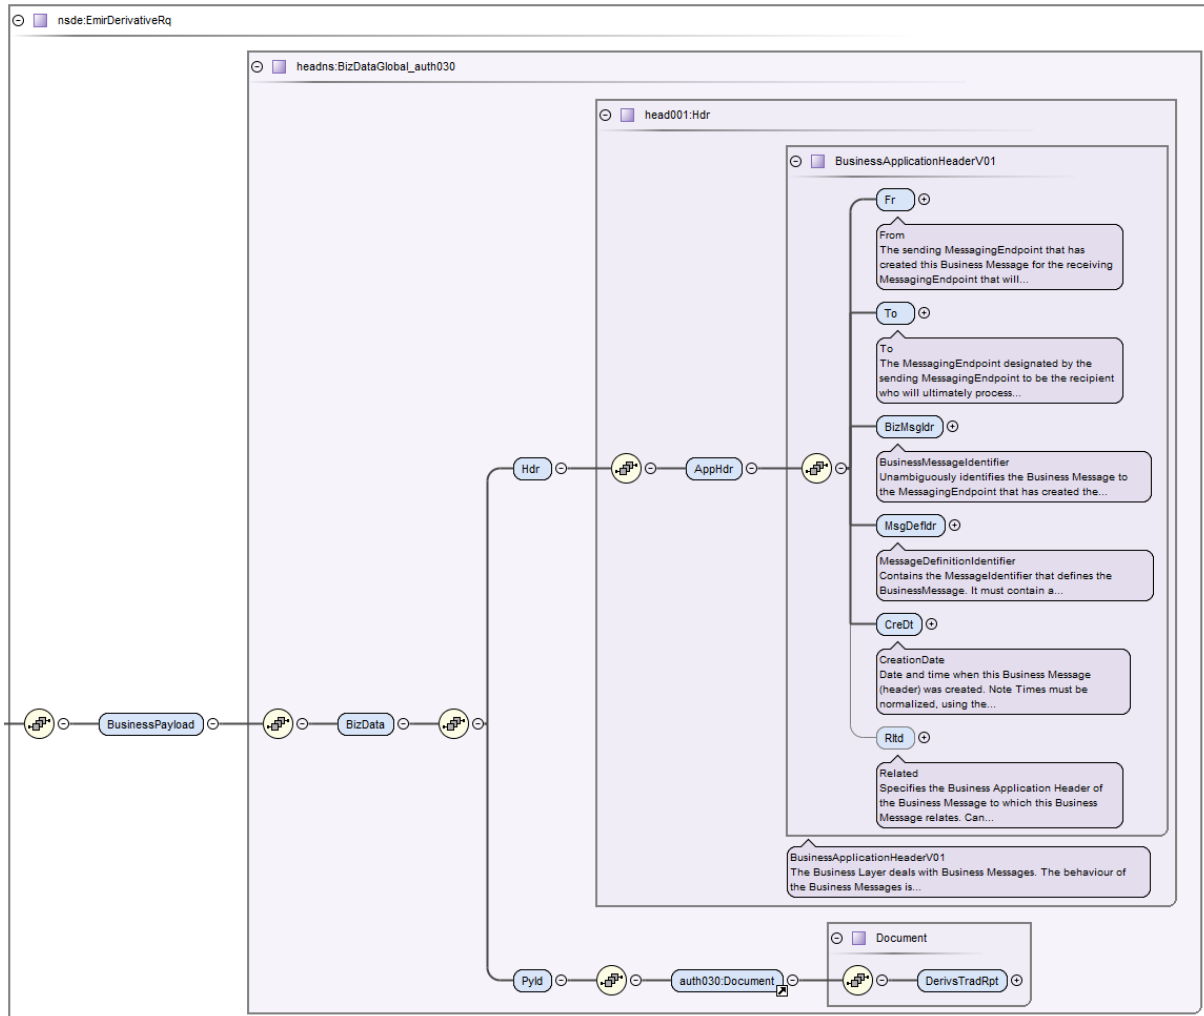 nsde:EmirDerivativeRq
headns:BizDataGlobal_auth030
head001:Hdr
BusinessApplicationHeaderV01
Fr
From
The sending MessagingEndpoint that has
created this Business Message for the receiving
MessagingEndpoint that will...
To
To
The MessagingEndpoint designated by the
sending MessagingEndpoint to be the recipient
who will ultimately process...
BizMsgIdr
BusinessMessageIdentifier
Unambiguously identifies the Business Message to
the MessagingEndpoint that has created the...
Hdr
AppHdr
MsgDefIdr
MessageDefinitionIdentifier
Contains the MessageIdentifier that defines the
BusinessMessage. It must contain a...
CreDt
CreationDate
Date and time when this Business Message
(header) was created. Note Times must be
normalized, using the...
BusinessPayload
BizData
Rltd
Related
Specifies the Business Application Header of
the Business Message to which this Business
Message relates. Can...
BusinessApplicationHeaderV01
The Business Layer deals with Business Messages. The behaviour of
the Business Messages is...
Document
Pyld
auth030:Document
DerivsTradRpt